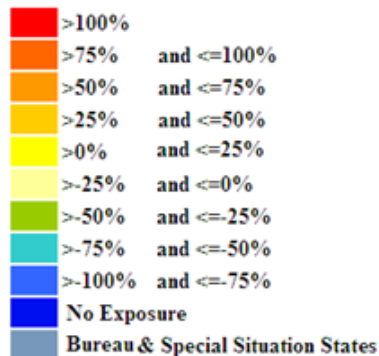 >100%
>75% and <=100%
>50% and <=75%
>25% and <=50%
>0% and <=25%
>-25% and <=0%
>-50% and <=-25%
>-75% and <=-50%
>-100% and <=-75%
No Exposure
Bureau & Special Situation States